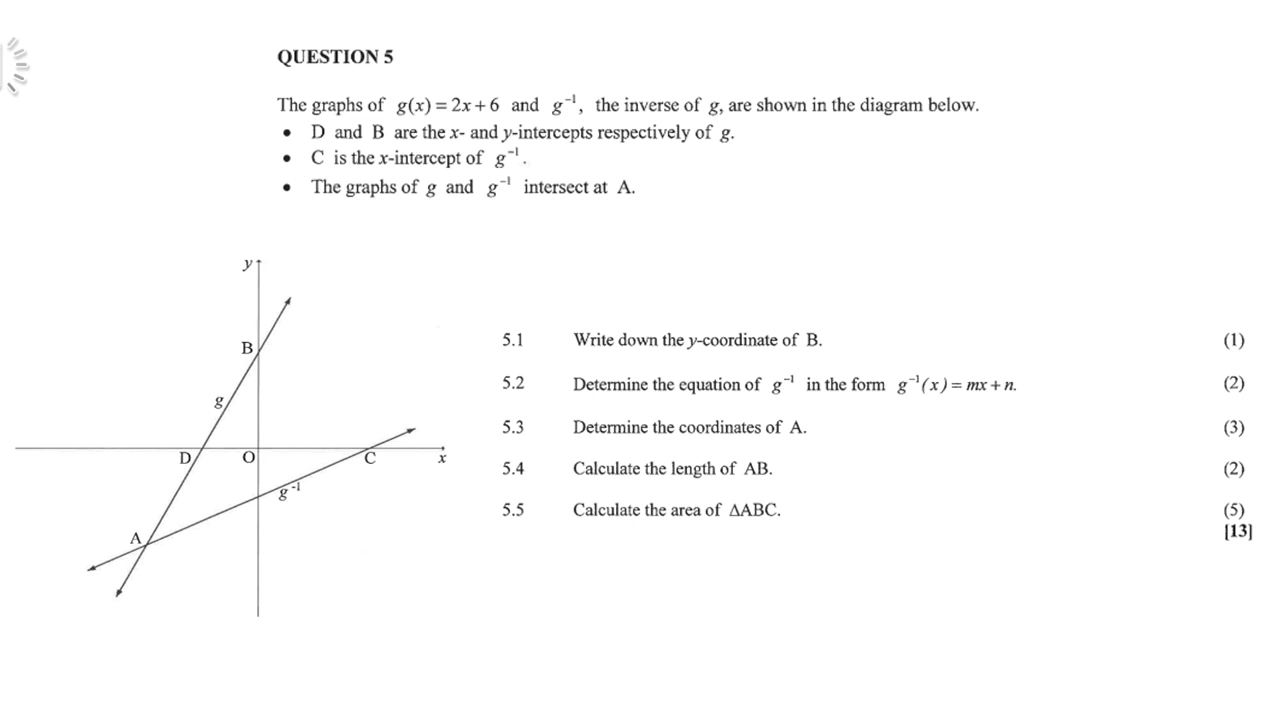 QUESTION 5
The graphs of g(x) = 2x + 6 and g⁻¹, the inverse of g, are shown in the diagram below.
• D and B are the x- and y-intercepts respectively of g.
• C is the x-intercept of g⁻¹.
• The graphs of g and g⁻¹ intersect at A.
y
B
g
D
O
C
x
g⁻¹
A
5.1 Write down the y-coordinate of B. (1)
5.2 Determine the equation of g⁻¹ in the form g⁻¹(x) = mx + n. (2)
5.3 Determine the coordinates of A. (3)
5.4 Calculate the length of AB. (2)
5.5 Calculate the area of ΔABC. (5)
[13]